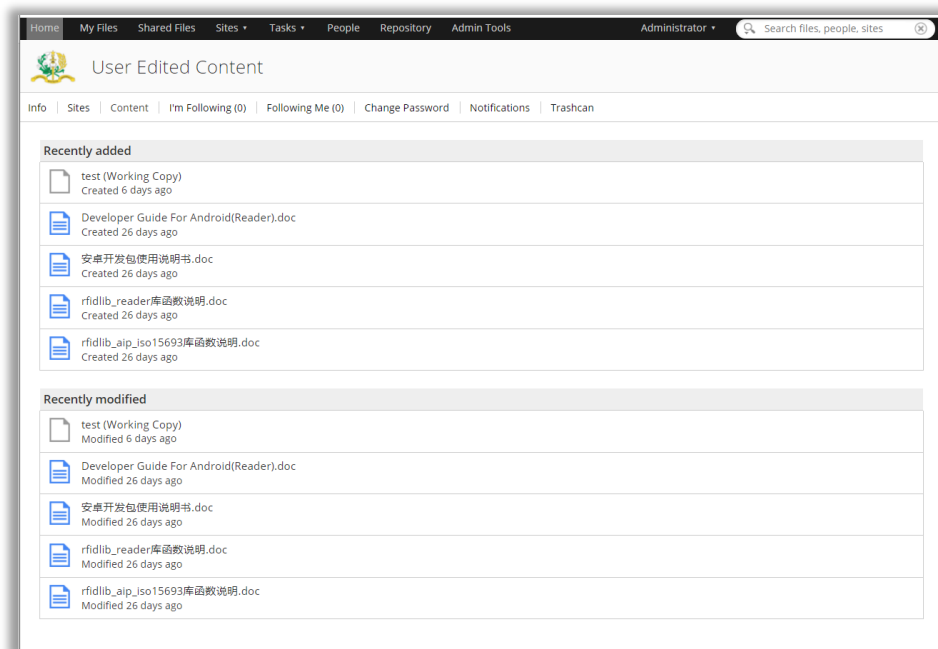 Home My Files Shared Files Sites Tasks People Repository Admin Tools Administrator Search files, people, sites
User Edited Content
Info Sites Content I'm Following (0) Following Me (0) Change Password Notifications Trashcan
Recently added
test (Working Copy)
Created 6 days ago
Developer Guide For Android(Reader).doc
Created 26 days ago
安卓开发包使用说明书.doc
Created 26 days ago
rfidlib_reader库函数说明.doc
Created 26 days ago
rfidlib_aip_iso15693库函数说明.doc
Created 26 days ago
Recently modified
test (Working Copy)
Modified 6 days ago
Developer Guide For Android(Reader).doc
Modified 26 days ago
安卓开发包使用说明书.doc
Modified 26 days ago
rfidlib_reader库函数说明.doc
Modified 26 days ago
rfidlib_aip_iso15693库函数说明.doc
Modified 26 days ago